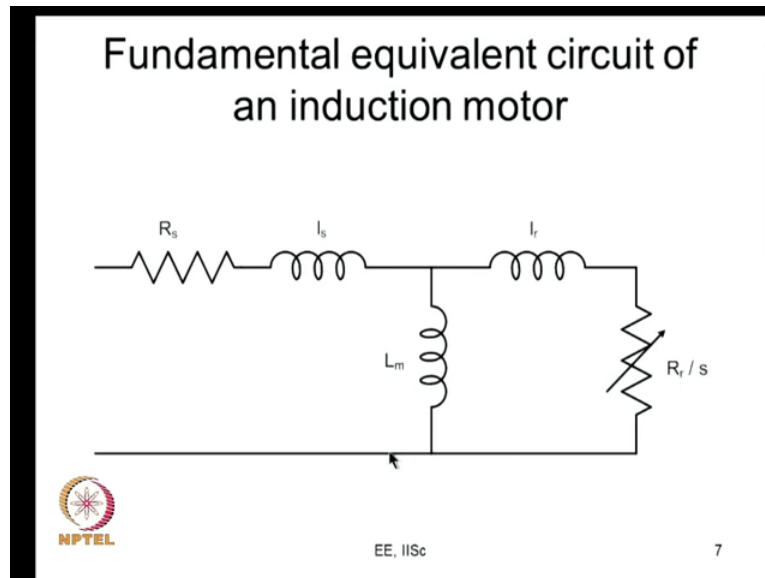 Fundamental equivalent circuit of
an induction motor
Rs
ls
lr
Lm
Rr / s
NPTEL
EE, IISc
7